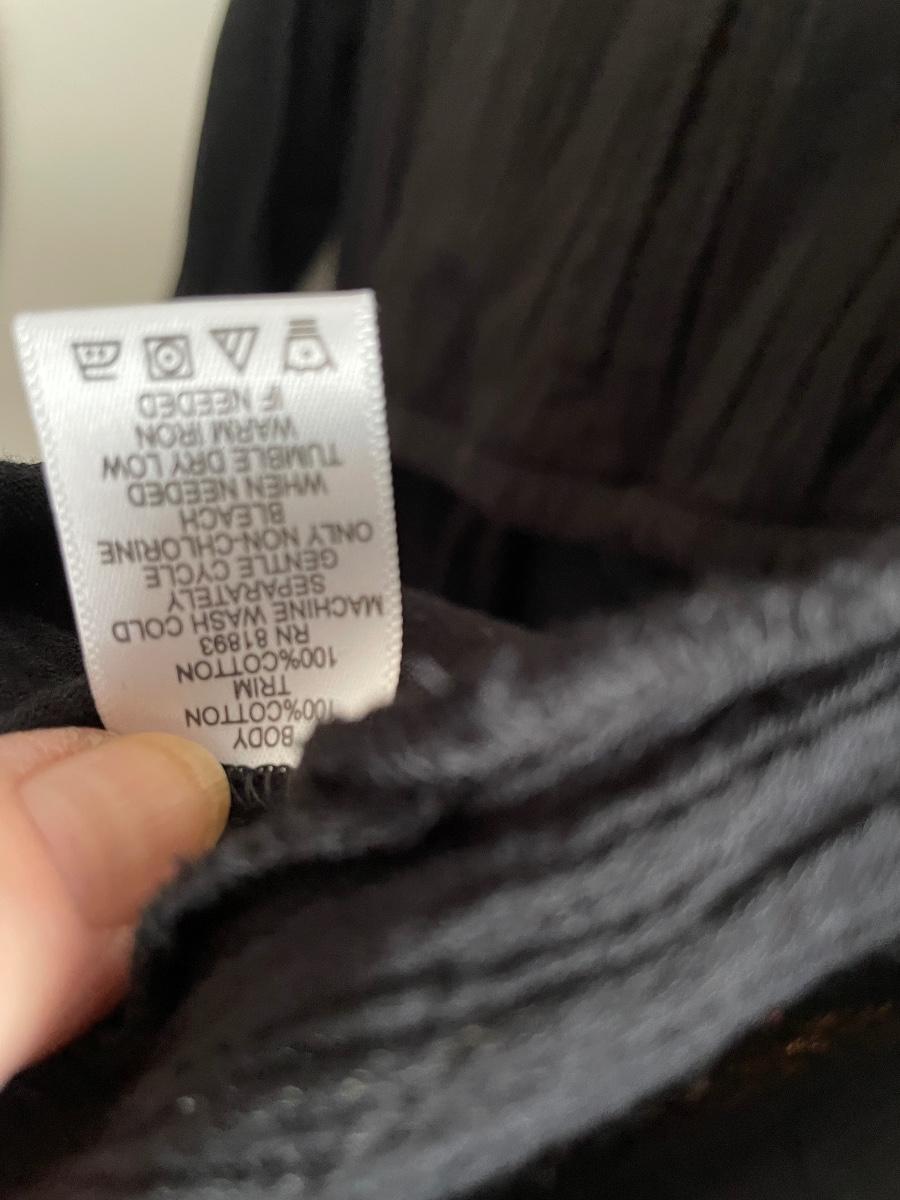 BODY
100%COTTON
TRIM
100%COTTON
RN 81893
MACHINE WASH COLD
SEPARATELY
GENTLE CYCLE
ONLY NON-CHLORINE
BLEACH
WHEN NEEDED
TUMBLE DRY LOW
WARM IRON
IF NEEDED